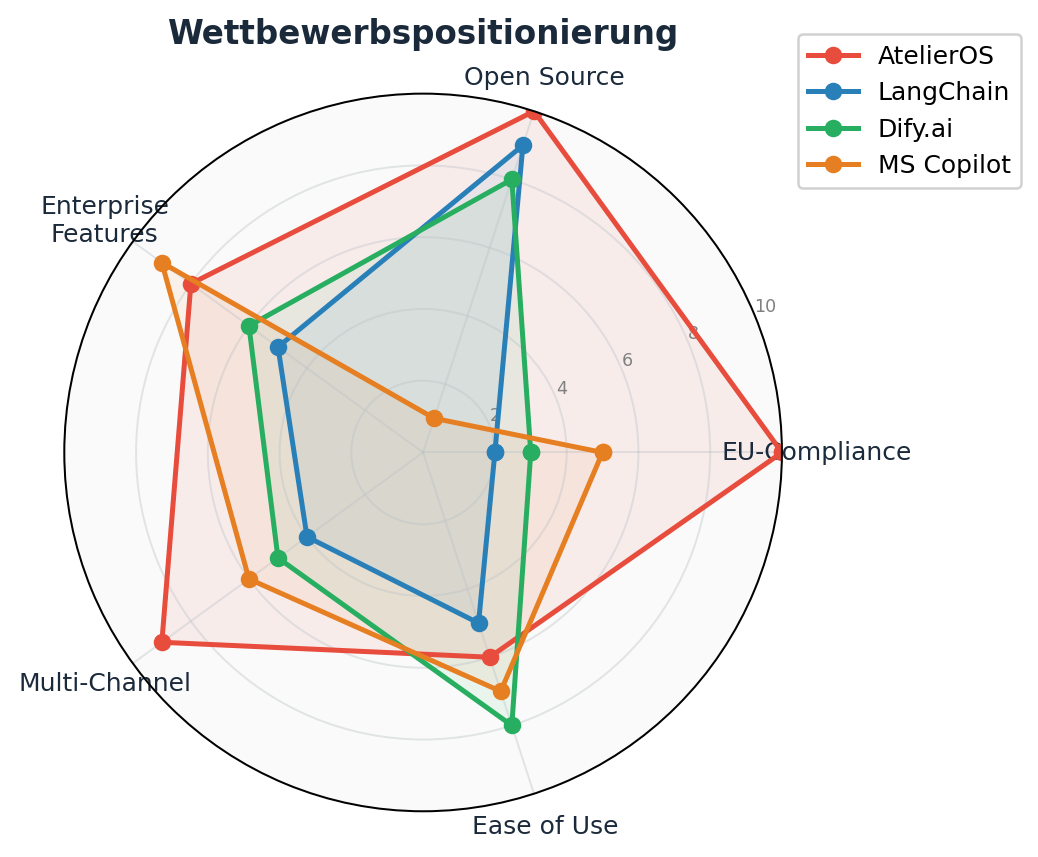 Wettbewerbspositionierung
AtelierOS
LangChain
Dify.ai
MS Copilot
Open Source
Enterprise
Features
10
8
6
4
2
EU-Compliance
Multi-Channel
Ease of Use